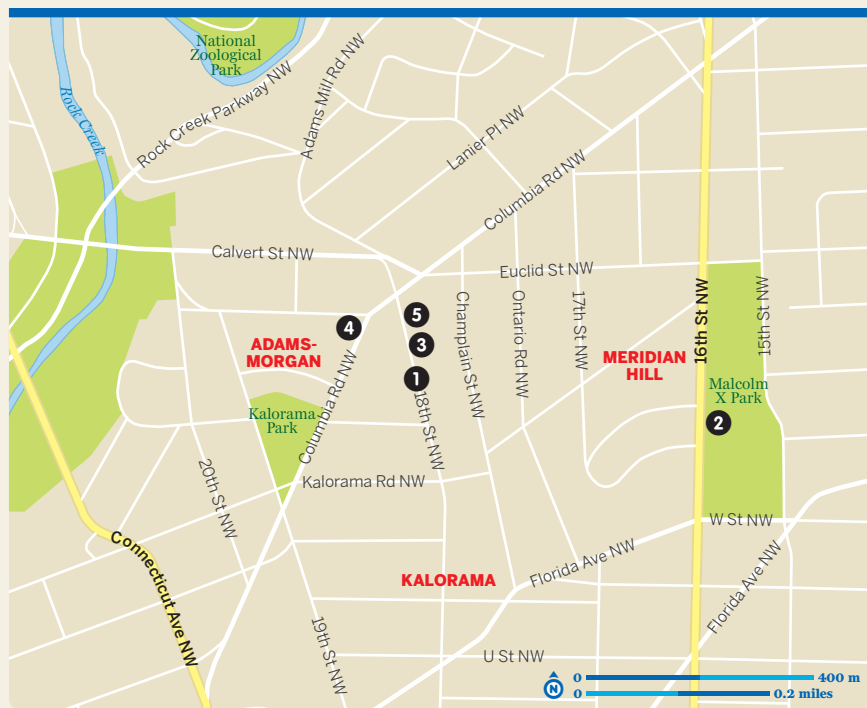 National
Zoological
Park
Rock Creek
Rock Creek Parkway NW
Adams Mill Rd NW
Lanier Pl NW
Columbia Rd NW
Calvert St NW
Euclid St NW
16th St NW
15th St NW
17th St NW
Ontario Rd NW
Champlain St NW
5
4
3
1
ADAMS-
MORGAN
MERIDIAN
HILL
Malcolm
X Park
2
Kalorama
Park
Columbia Rd NW
18th St NW
20th St NW
Kalorama Rd NW
W St NW
Connecticut Ave NW
KALORAMA
Florida Ave NW
Florida Ave NW
19th St NW
U St NW
N
0 400 m
0 0.2 miles